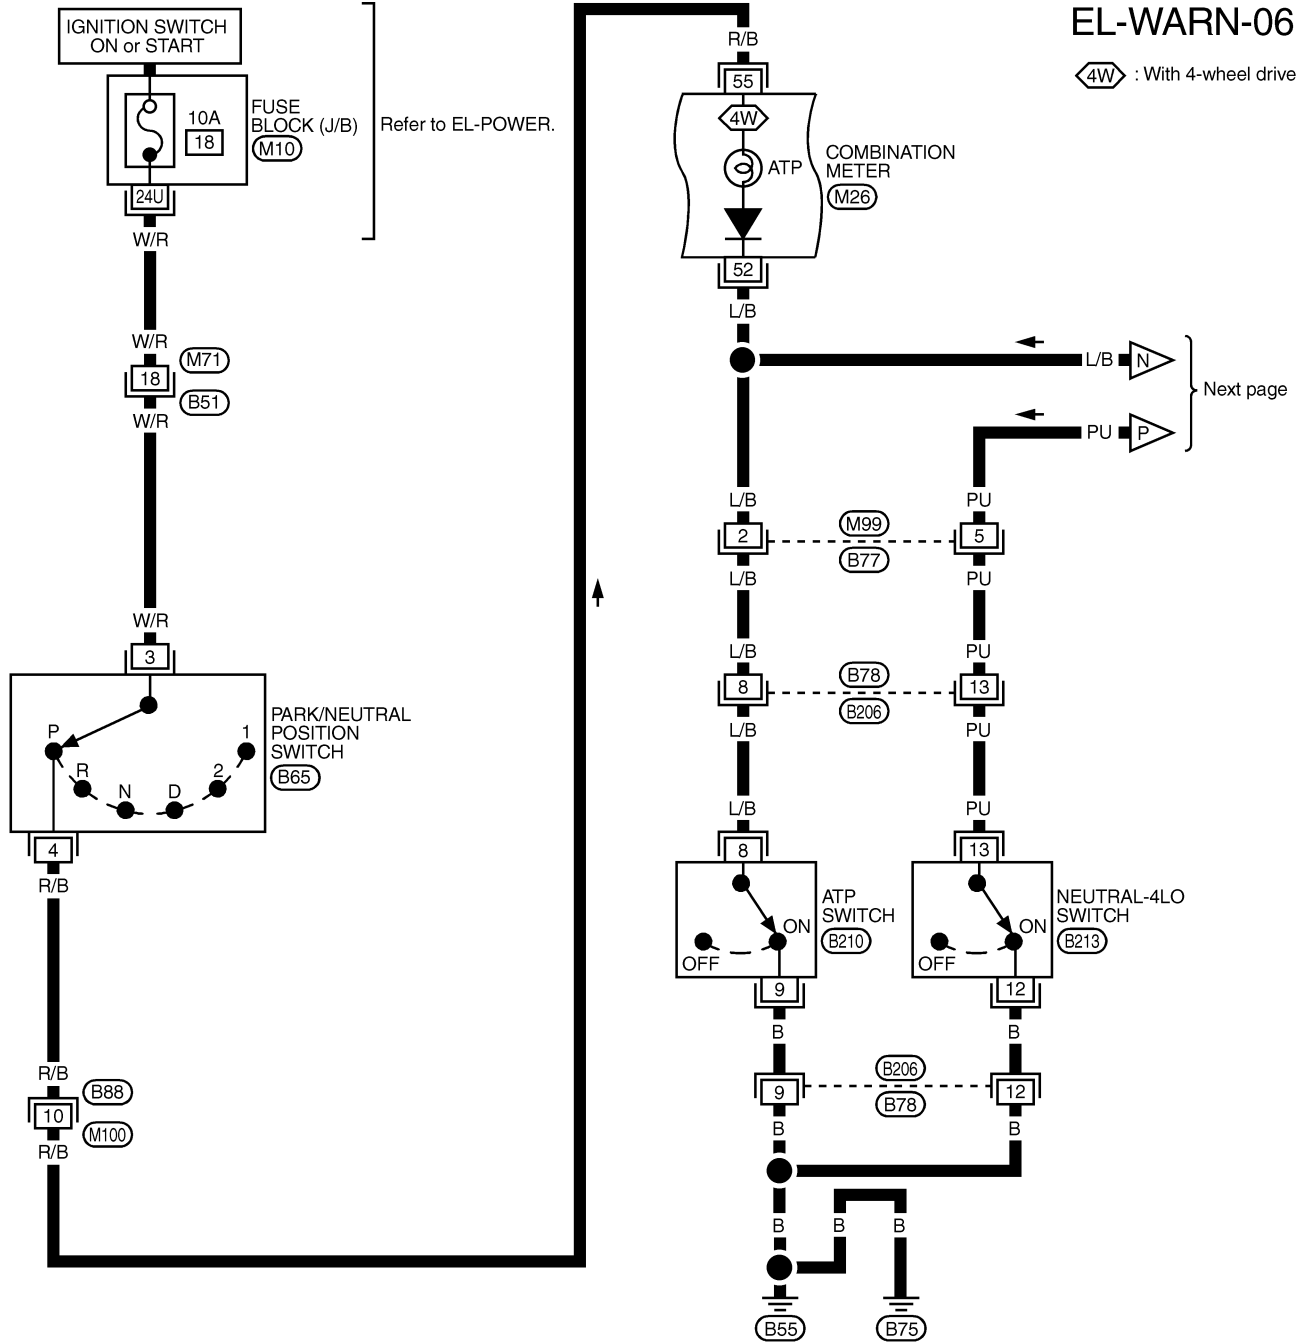 EL-WARN-06
4W : With 4-wheel drive
IGNITION SWITCH
ON or START
10A
18
FUSE
BLOCK (J/B)
M10
Refer to EL-POWER.
24U
W/R
W/R
18
M71
B51
W/R
W/R
3
P
R
N
D
2
1
PARK/NEUTRAL
POSITION
SWITCH
B65
4
R/B
R/B
10
B88
M100
R/B
R/B
55
4W
ATP
COMBINATION
METER
M26
52
L/B
L/B
N
PU
P
Next page
L/B
PU
2
M99
B77
5
L/B
PU
L/B
PU
8
B78
B206
13
L/B
PU
L/B
PU
8
ON
OFF
ATP
SWITCH
B210
9
13
ON
OFF
NEUTRAL-4LO
SWITCH
B213
12
B
B
9
B206
B78
12
B
B
B
B
B
B55
B75